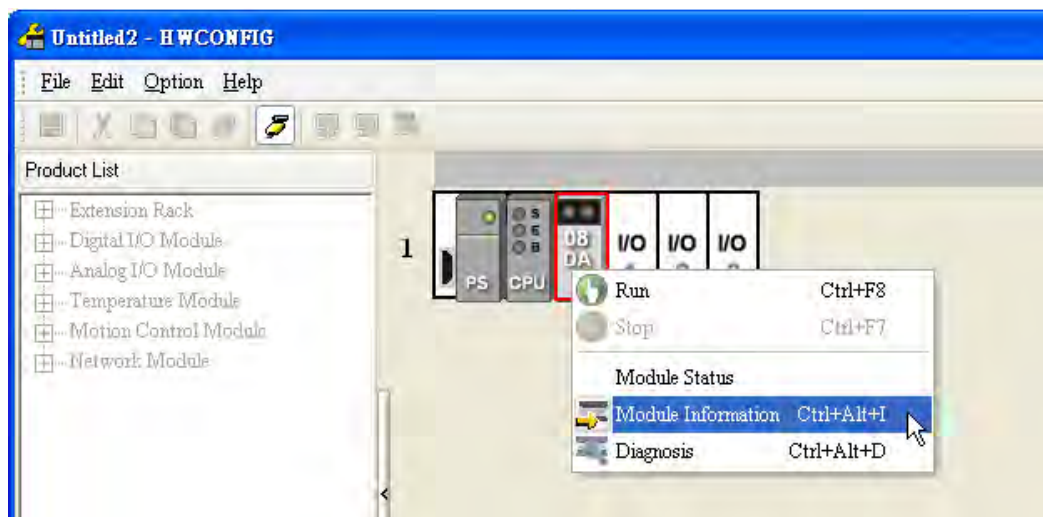 Untitled2 - HWCONFIG
File Edit Option Help
Product List
Extension Rack
Digital I/O Module
Analog I/O Module
Temperature Module
Motion Control Module
Network Module
1
PS
S
E
B
CPU
08
DA
I/O
I/O
I/O
Run Ctrl+F8
Stop Ctrl+F7
Module Status
Module Information Ctrl+Alt+I
Diagnosis Ctrl+Alt+D
<